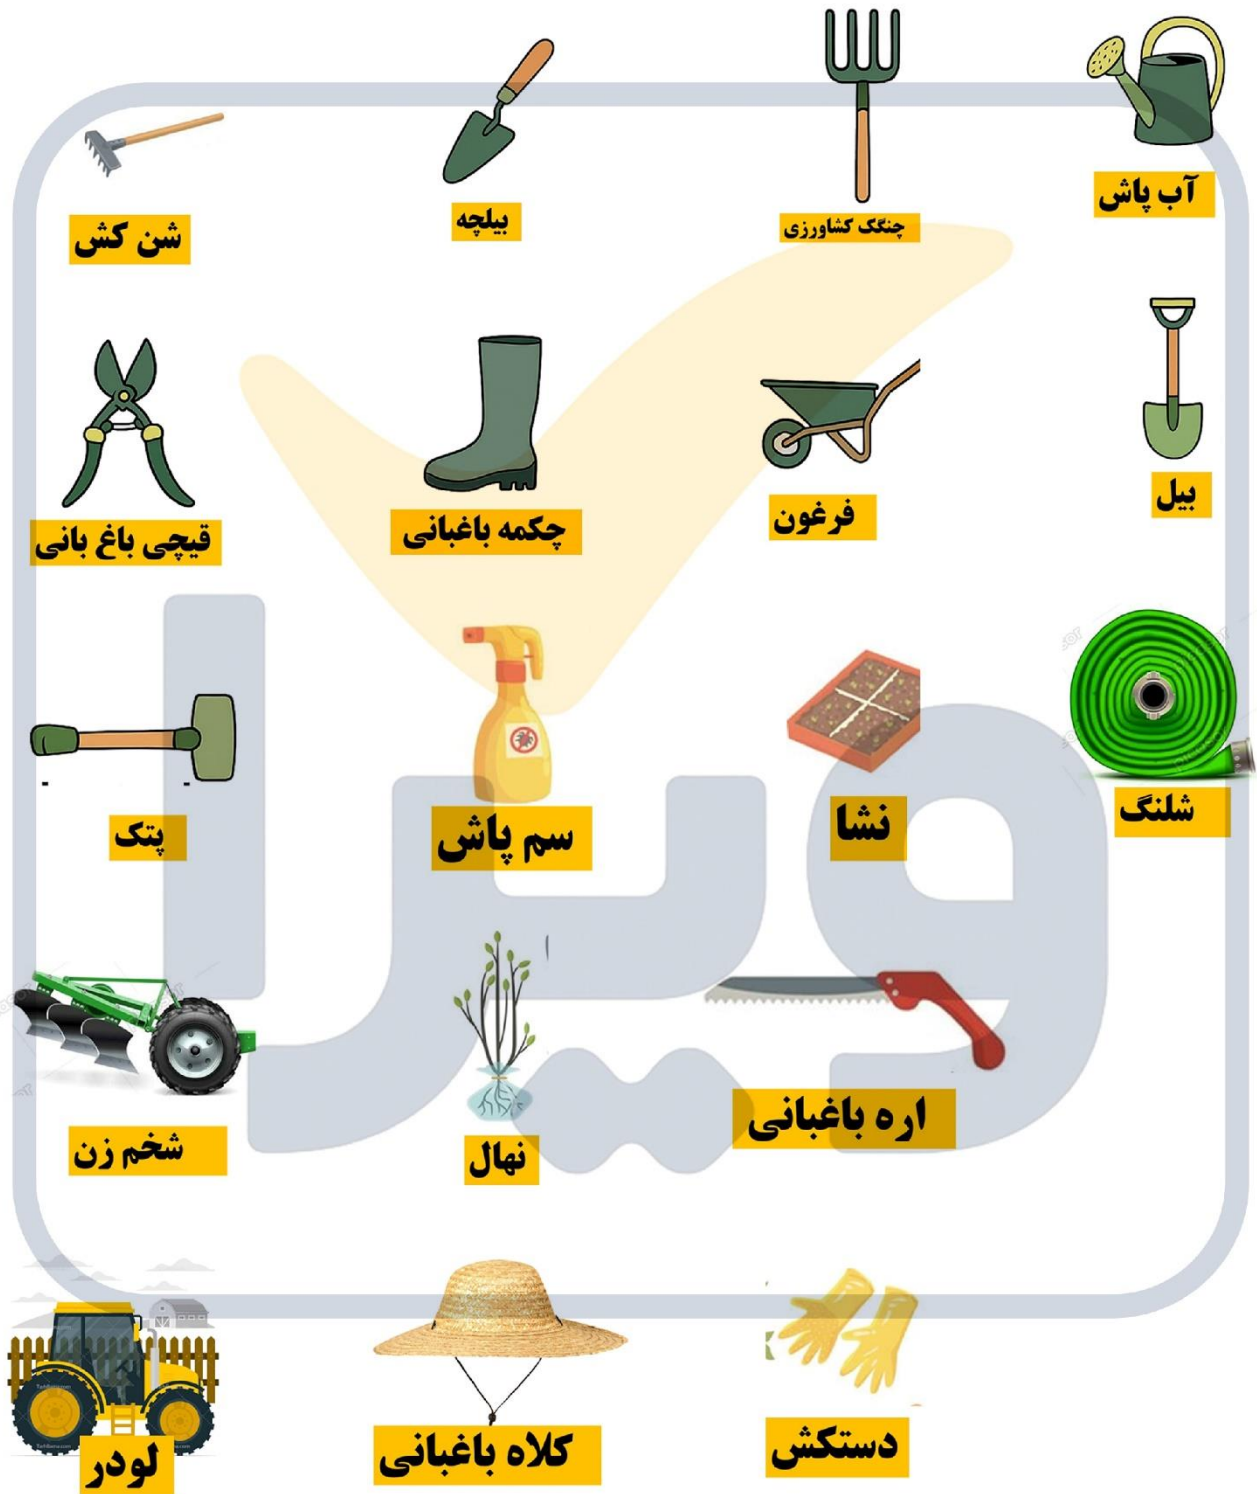 آب پاش
چنگک کشاورزی
بیلچه
شن کش
بیل
فرغون
چکمه باغبانی
قیچی باغ بانی
شلنگ
نشا
سم پاش
پتک
اره باغبانی
نهال
شخم زن
دستکش
کلاه باغبانی
لودر
ویرا